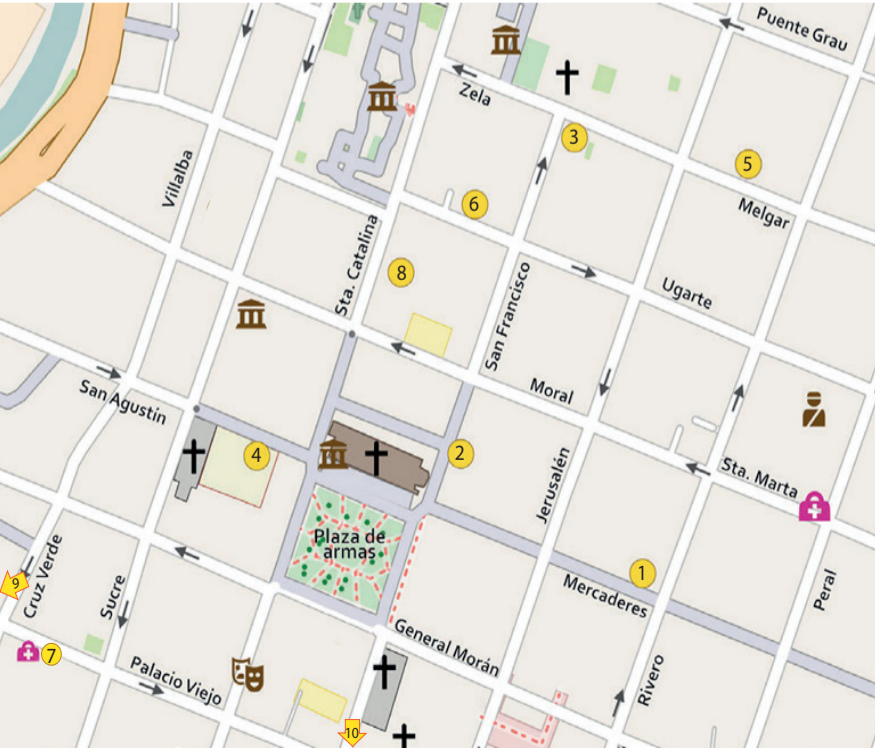 Puente Grau
Zela
3
5
Villalba
6
Melgar
Sta. Catalina
8
Ugarte
San Francisco
Moral
San Agustín
4
2
Jerusalén
Sta. Marta
Plaza de
armas
1
9
Cruz Verde
Sucre
Mercaderes
Peral
General Morán
7
Palacio Viejo
Rivero
10